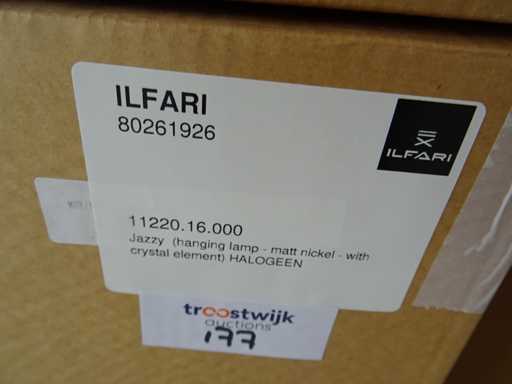 ILFARI
80261926
ILFARI
11220.16.000
Jazzy (hanging lamp - matt nickel - with
crystal element) HALOGEEN
troostwijk
auctions
177